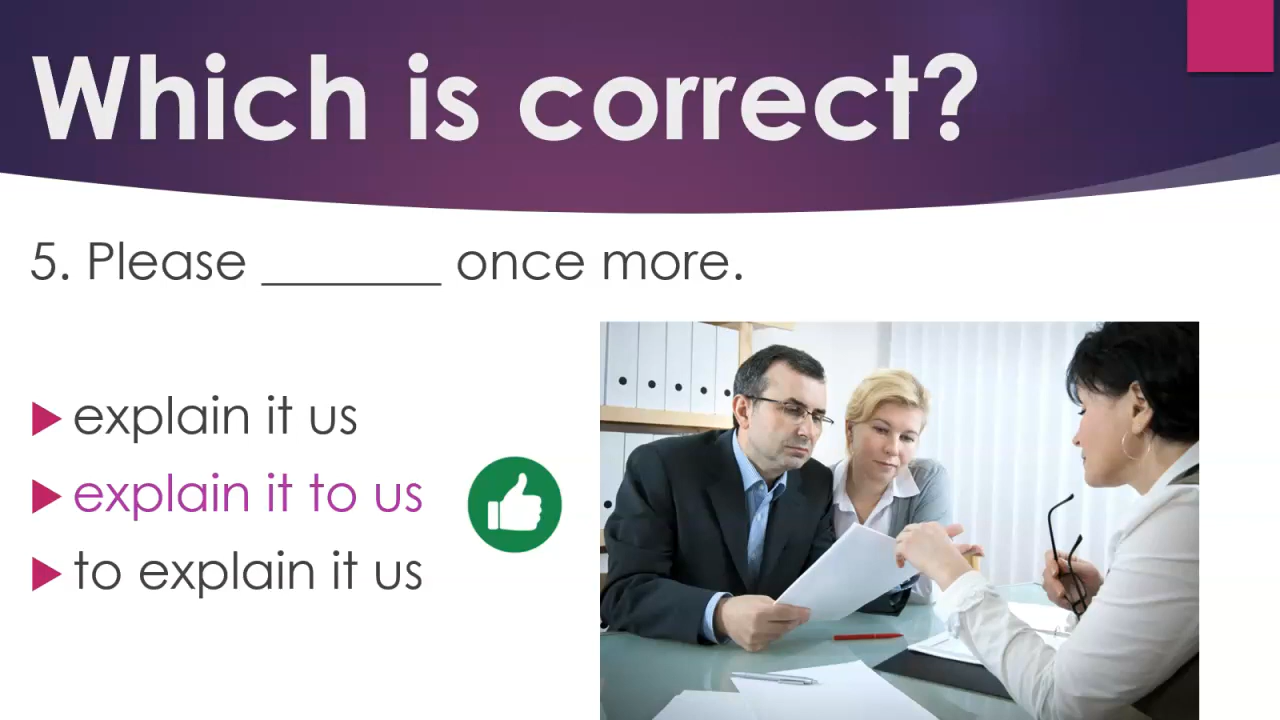 Which is correct?
5. Please _______ once more.
explain it us
explain it to us
to explain it us